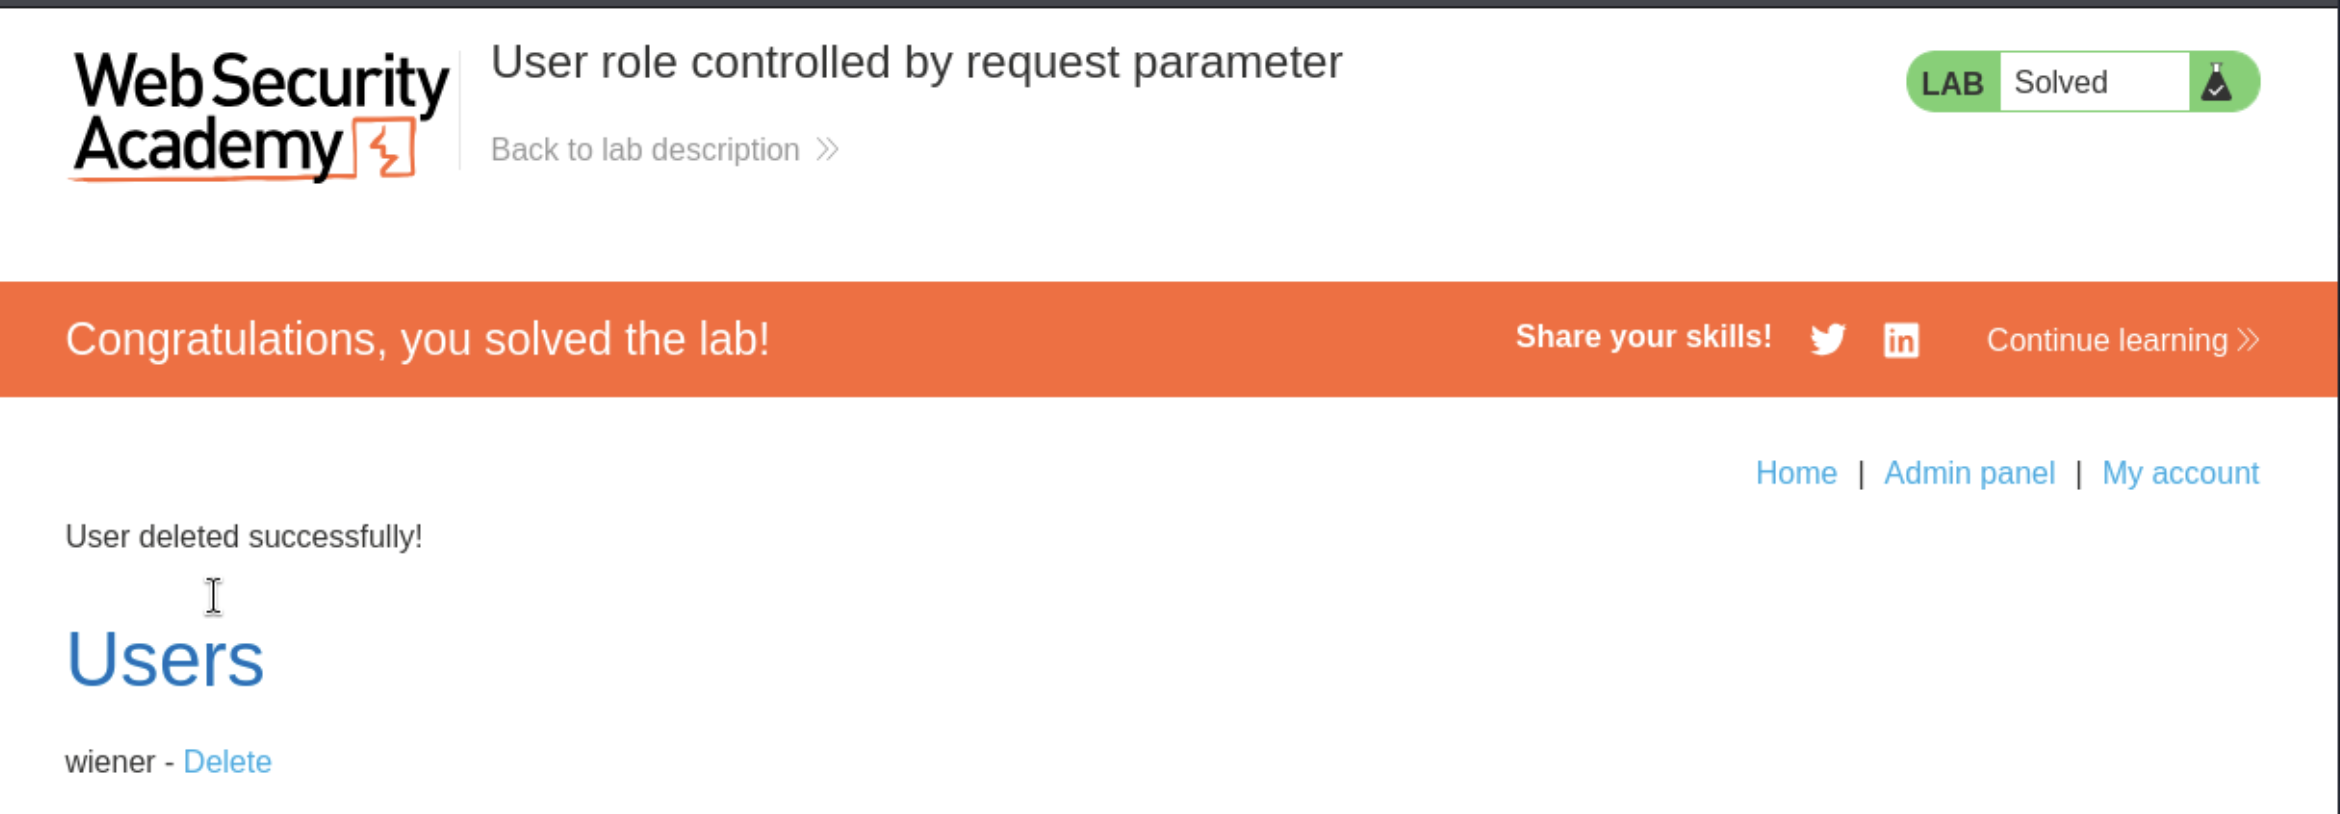 Web Security
Academy
User role controlled by request parameter
Back to lab description
LAB Solved
Congratulations, you solved the lab!
Share your skills!
Continue learning
Home | Admin panel | My account
User deleted successfully!
Users
wiener - Delete